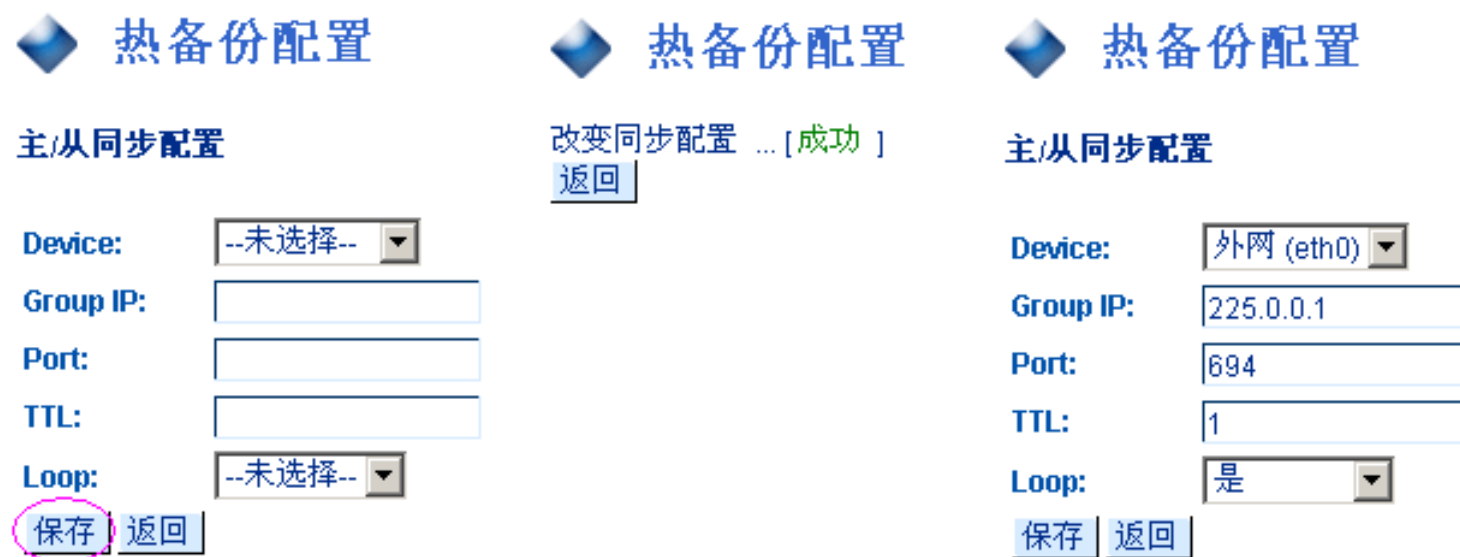 热备份配置
主/从同步配置
Device: --未选择--
Group IP:
Port:
TTL:
Loop: --未选择--
保存 返回
热备份配置
改变同步配置 ...[成功 ]
返回
热备份配置
主/从同步配置
Device: 外网 (eth0)
Group IP: 225.0.0.1
Port: 694
TTL: 1
Loop: 是
保存 返回